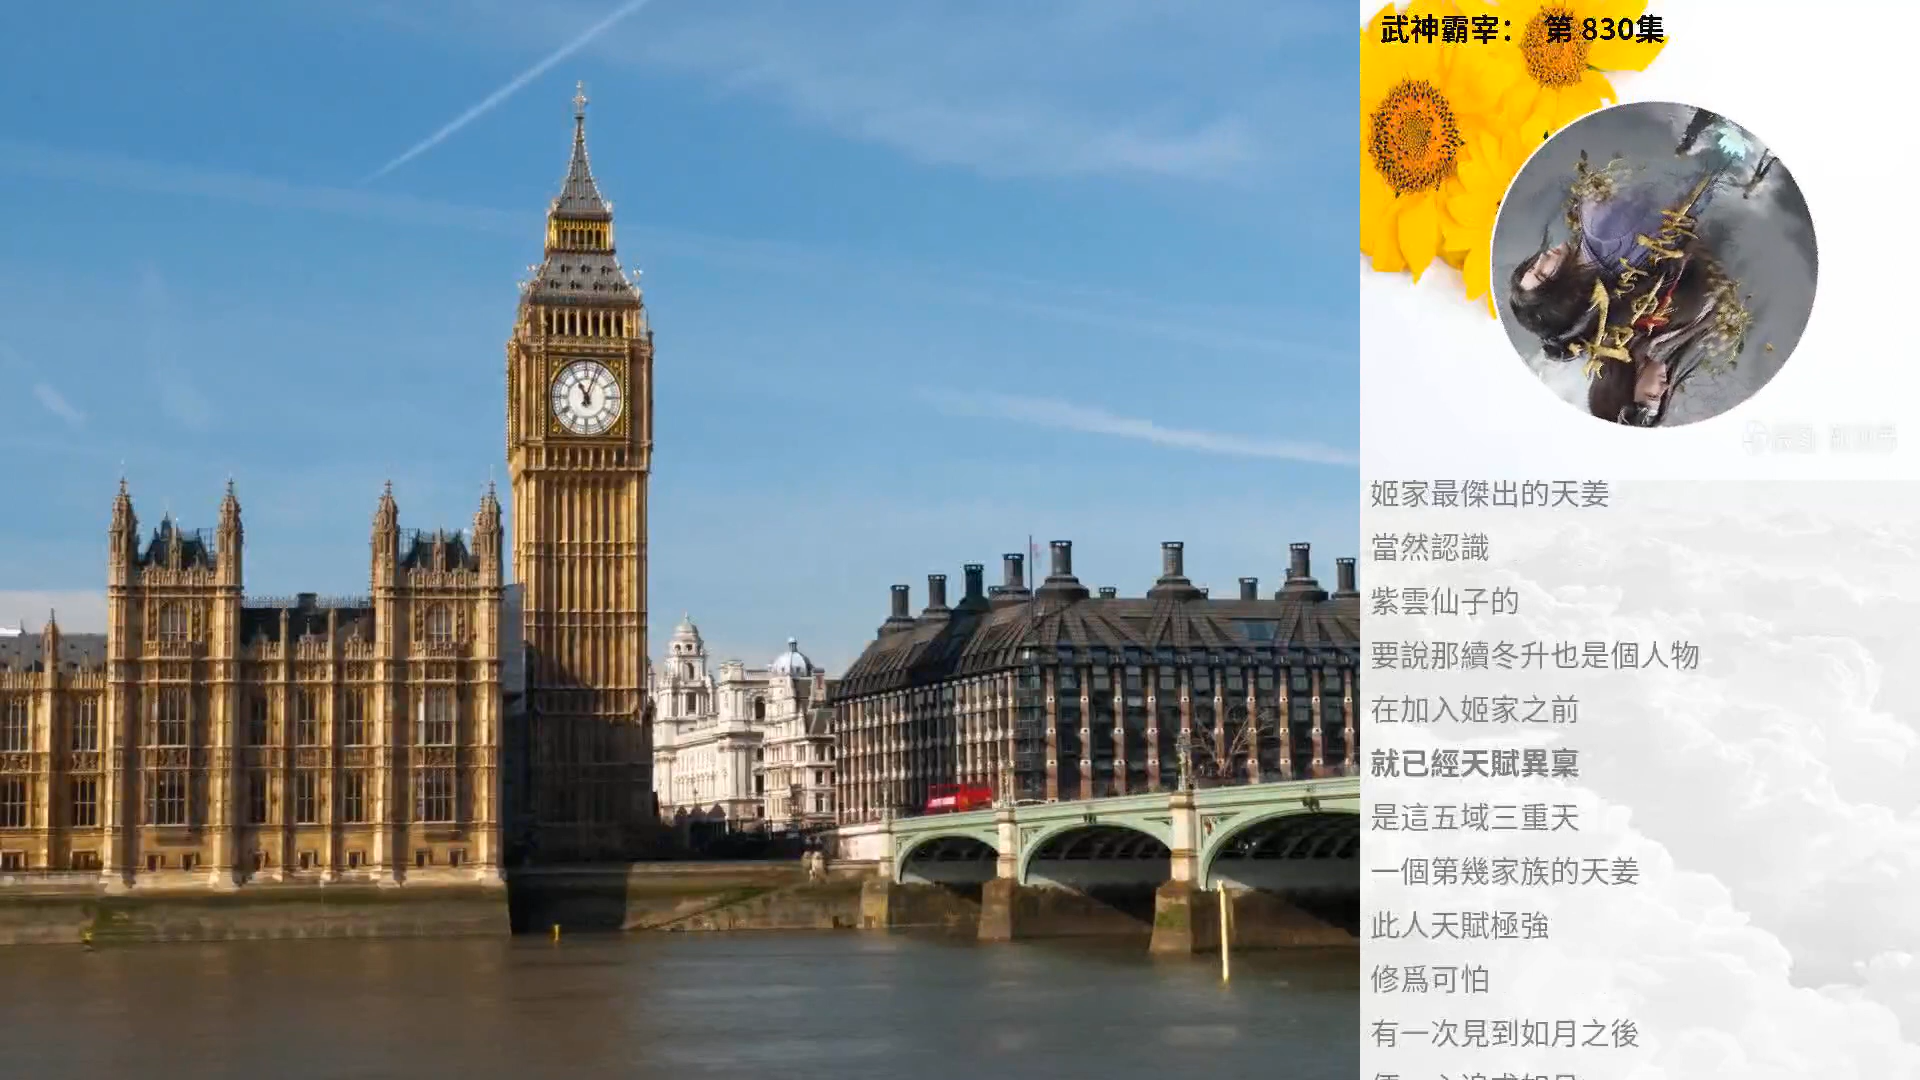 武神霸宰： 第 830集
姬家最傑出的天姜
當然認識
紫雲仙子的
要說那續冬升也是個人物
在加入姬家之前
就已經天賦異稟
是這五域三重天
一個第幾家族的天姜
此人天賦極強
修爲可怕
有一次見到如月之後